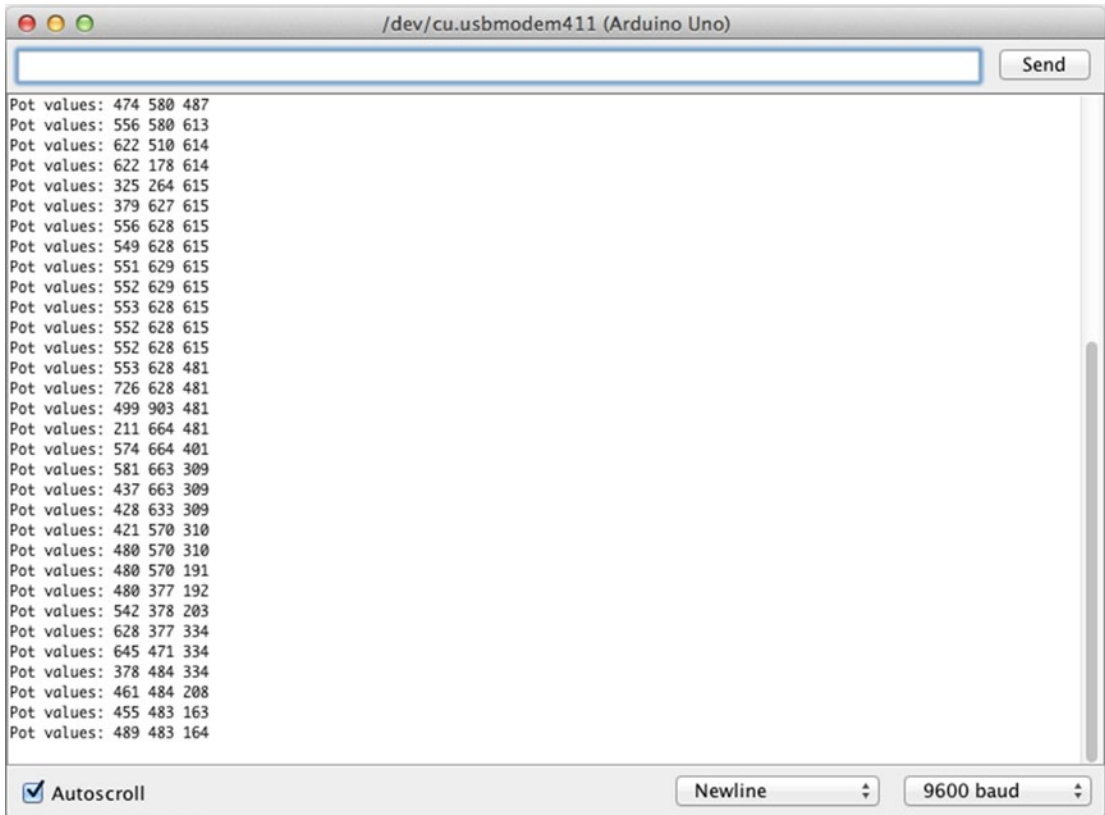 /dev/cu.usbmodem411 (Arduino Uno)
Send
Pot values: 474 580 487
Pot values: 556 580 613
Pot values: 622 510 614
Pot values: 622 178 614
Pot values: 325 264 615
Pot values: 379 627 615
Pot values: 556 628 615
Pot values: 549 628 615
Pot values: 551 629 615
Pot values: 552 629 615
Pot values: 553 628 615
Pot values: 552 628 615
Pot values: 552 628 615
Pot values: 553 628 481
Pot values: 726 628 481
Pot values: 499 903 481
Pot values: 211 664 481
Pot values: 574 664 401
Pot values: 581 663 309
Pot values: 437 663 309
Pot values: 428 633 309
Pot values: 421 570 310
Pot values: 480 570 310
Pot values: 480 570 191
Pot values: 480 377 192
Pot values: 542 378 203
Pot values: 628 377 334
Pot values: 645 471 334
Pot values: 378 484 334
Pot values: 461 484 208
Pot values: 455 483 163
Pot values: 489 483 164
Autoscroll Newline 9600 baud